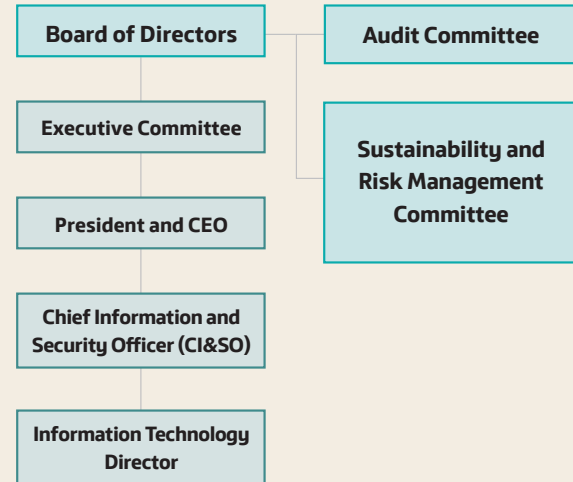 Board of Directors
Audit Committee
Executive Committee
Sustainability and
Risk Management
Committee
President and CEO
Chief Information and
Security Officer (CI&SO)
Information Technology
Director